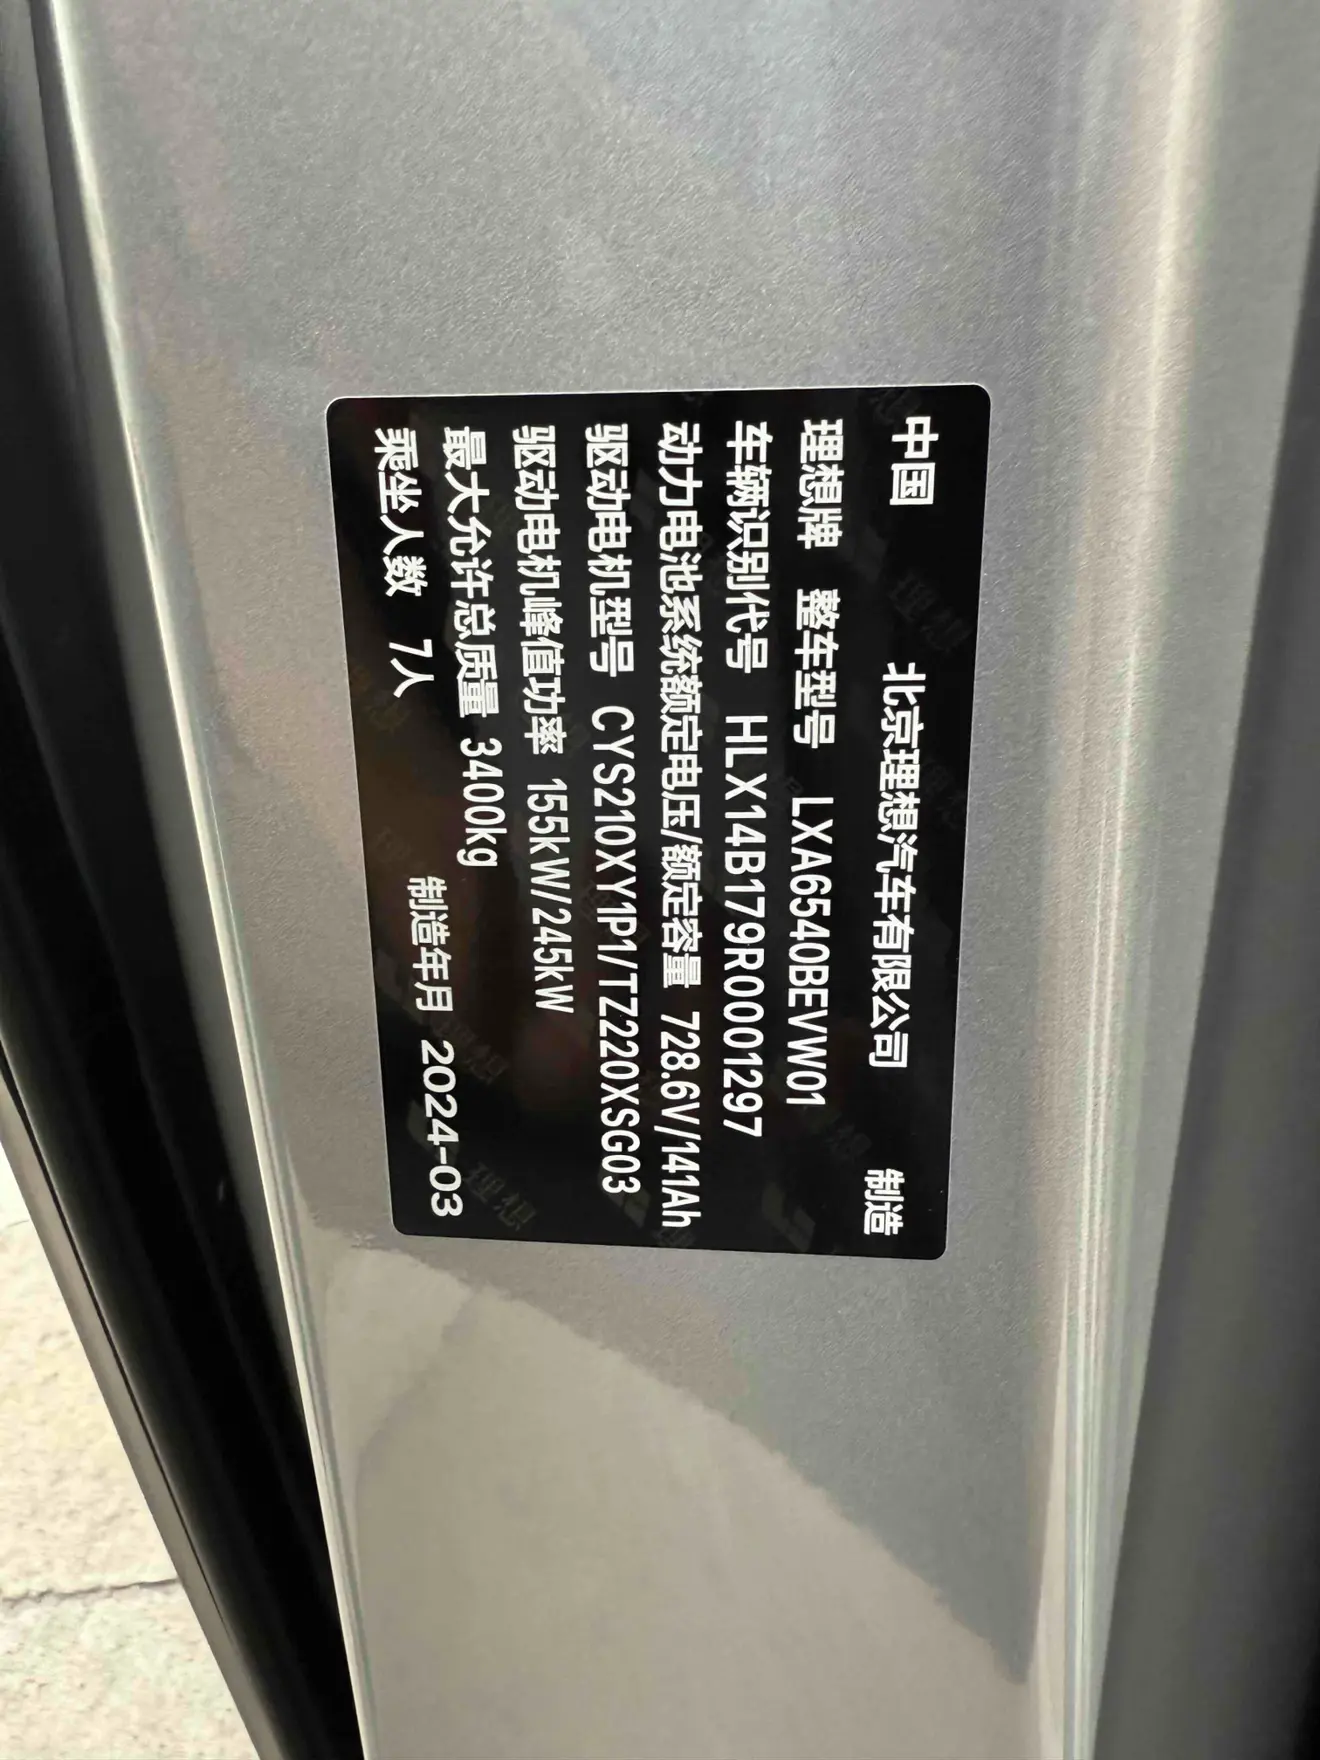 中国 北京理想汽车有限公司 制造
理想牌 整车型号 LXA6540BEVW01
车辆识别代号 HLX14B179R0001297
动力电池系统额定电压/额定容量 728.6V/141Ah
驱动电机型号 CYS210XY1P1/TZ220XSG03
驱动电机峰值功率 155kW/245kW
最大允许总质量 3400kg
乘坐人数 7人 制造年月 2024-03